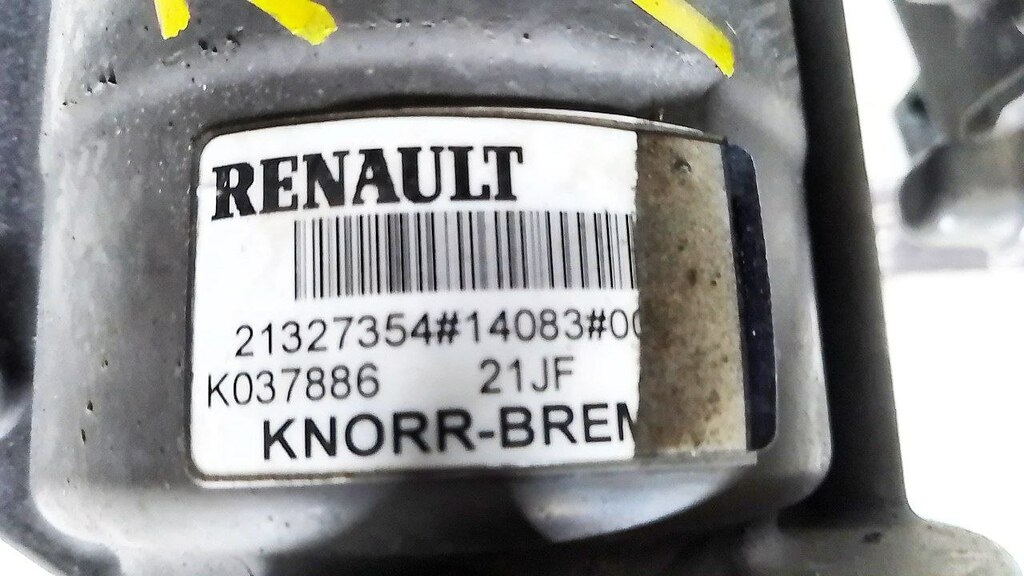 RENAULT
21327354#14083#00
K037886 21JF
KNORR-BREM